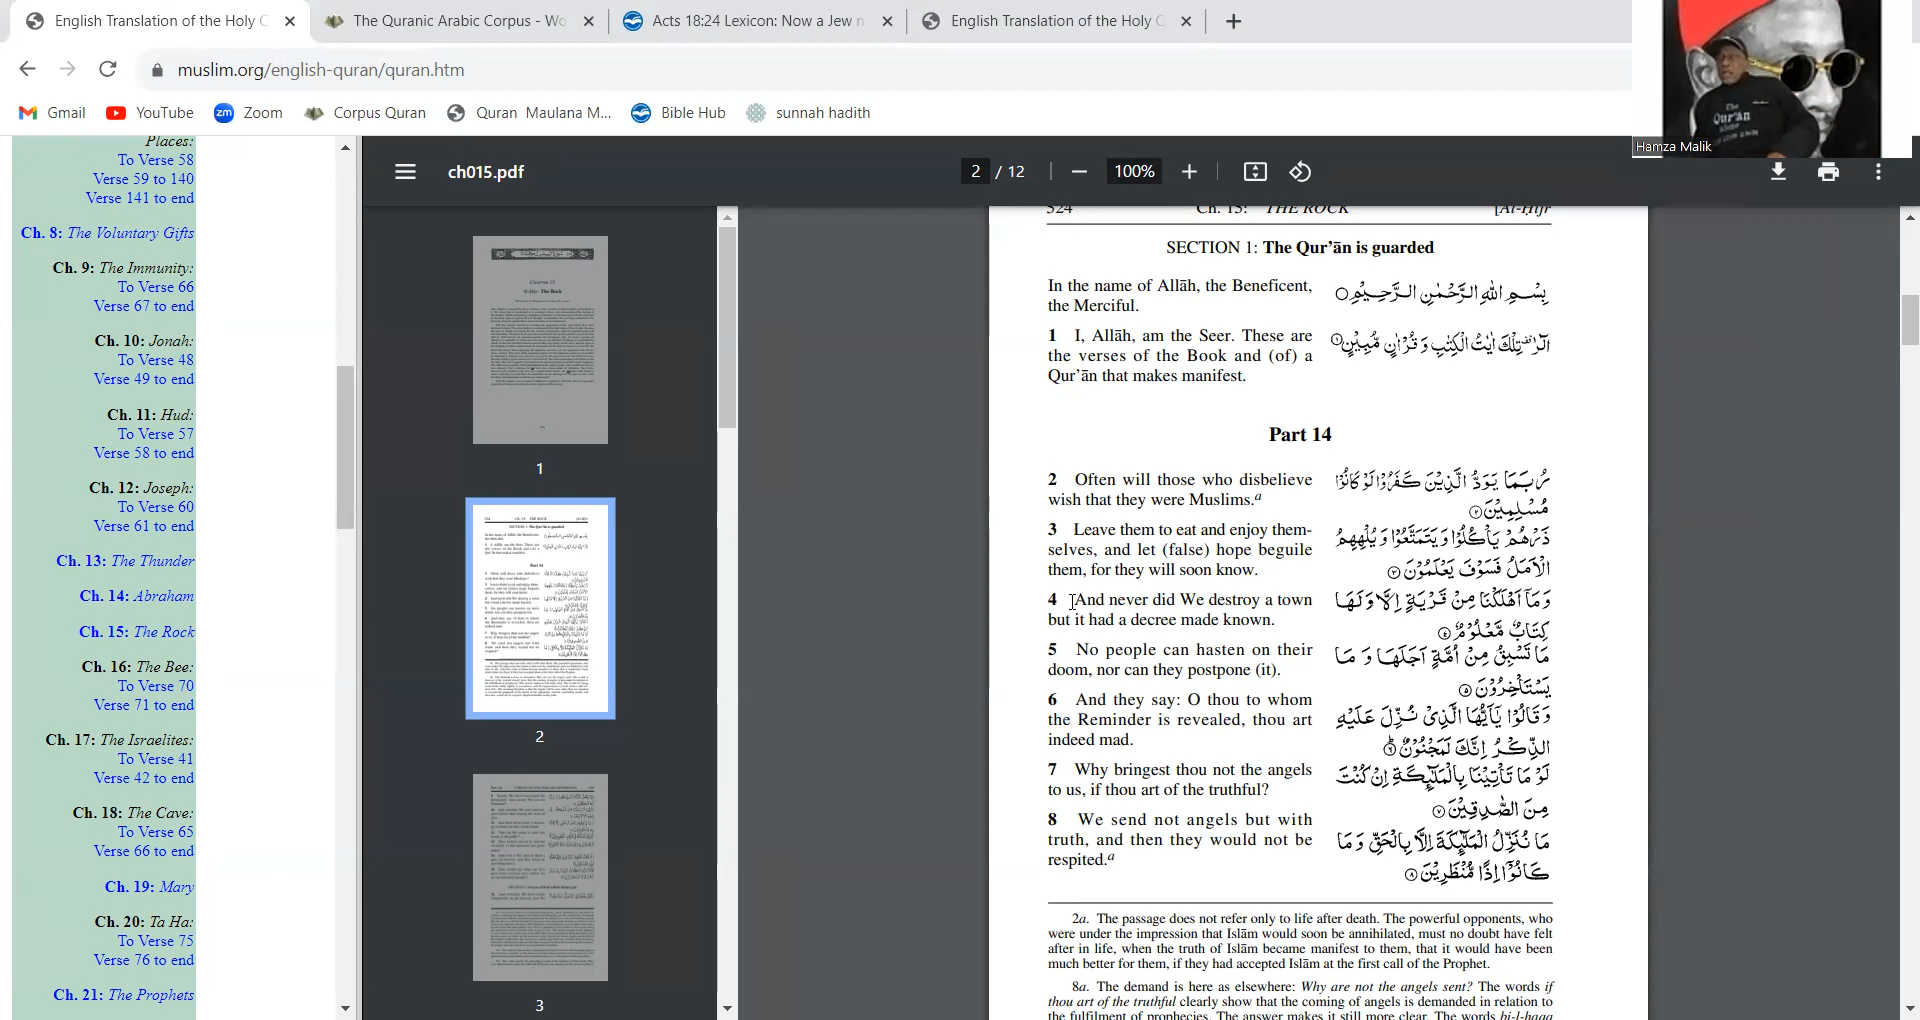 English Translation of the Holy Q
The Quranic Arabic Corpus - Wo
Acts 18:24 Lexicon: Now a Jew n
English Translation of the Holy Q
muslim.org/english-quran/quran.htm
Gmail
YouTube
zm Zoom
Corpus Quran
Quran Maulana M...
Bible Hub
sunnah hadith
The
Qur'ān
Hamza Malik
Places:
To Verse 58
Verse 59 to 140
Verse 141 to end
Ch. 8: The Voluntary Gifts
Ch. 9: The Immunity:
To Verse 66
Verse 67 to end
Ch. 10: Jonah:
To Verse 48
Verse 49 to end
Ch. 11: Hud:
To Verse 57
Verse 58 to end
Ch. 12: Joseph:
To Verse 60
Verse 61 to end
Ch. 13: The Thunder
Ch. 14: Abraham
Ch. 15: The Rock
Ch. 16: The Bee:
To Verse 70
Verse 71 to end
Ch. 17: The Israelites:
To Verse 41
Verse 42 to end
Ch. 18: The Cave:
To Verse 65
Verse 66 to end
Ch. 19: Mary
Ch. 20: Ta Ha:
To Verse 75
Verse 76 to end
Ch. 21: The Prophets
ch015.pdf
2 / 12
100%
1
2
3
524 Ch. 15: THE ROCK [Al-Ḥijr
SECTION 1: The Qur'ān is guarded
In the name of Allāh, the Beneficent,
the Merciful.
بِسْمِ اللهِ الرَّحْمٰنِ الرَّحِيْمِ
1 I, Allāh, am the Seer. These are
the verses of the Book and (of) a
Qur'ān that makes manifest.
الٓرٰ تِلْكَ اٰيٰتُ الْكِتٰبِ وَ قُرْاٰنٍ مُّبِيْنٍ ١
Part 14
2 Often will those who disbelieve
wish that they were Muslims.a
رُبَمَا يَوَدُّ الَّذِيْنَ كَفَرُوْا لَوْ كَانُوْا
مُسْلِمِيْنَ ٢
3 Leave them to eat and enjoy them-
selves, and let (false) hope beguile
them, for they will soon know.
ذَرْهُمْ يَاْكُلُوْا وَ يَتَمَتَّعُوْا وَ يُلْهِهِمُ
الْاَمَلُ فَسَوْفَ يَعْلَمُوْنَ ٣
4 And never did We destroy a town
but it had a decree made known.
وَ مَاۤ اَهْلَكْنَا مِنْ قَرْيَةٍ اِلَّا وَ لَهَا
كِتَابٌ مَّعْلُوْمٌ ٤
5 No people can hasten on their
doom, nor can they postpone (it).
مَا تَسْبِقُ مِنْ اُمَّةٍ اَجَلَهَا وَ مَا
يَسْتَاْخِرُوْنَ ٥
6 And they say: O thou to whom
the Reminder is revealed, thou art
indeed mad.
وَ قَالُوْا يٰۤاَيُّهَا الَّذِيْ نُزِّلَ عَلَيْهِ
الذِّكْرُ اِنَّكَ لَمَجْنُوْنٌ ٦
7 Why bringest thou not the angels
to us, if thou art of the truthful?
لَوْ مَا تَاْتِيْنَا بِالْمَلٰٓئِكَةِ اِنْ كُنْتَ
مِنَ الصّٰدِقِيْنَ ٧
8 We send not angels but with
truth, and then they would not be
respited.a
مَا نُنَزِّلُ الْمَلٰٓئِكَةَ اِلَّا بِالْحَقِّ وَ مَا
كَانُوْۤا اِذًا مُّنْظَرِيْنَ ٨
2a. The passage does not refer only to life after death. The powerful opponents, who
were under the impression that Islām would soon be annihilated, must no doubt have felt
after in life, when the truth of Islām became manifest to them, that it would have been
much better for them, if they had accepted Islām at the first call of the Prophet.
8a. The demand is here as elsewhere: Why are not the angels sent? The words if
thou art of the truthful clearly show that the coming of angels is demanded in relation to
the fulfilment of prophecies. The answer makes it still more clear. The words bi-l-ḥaqq